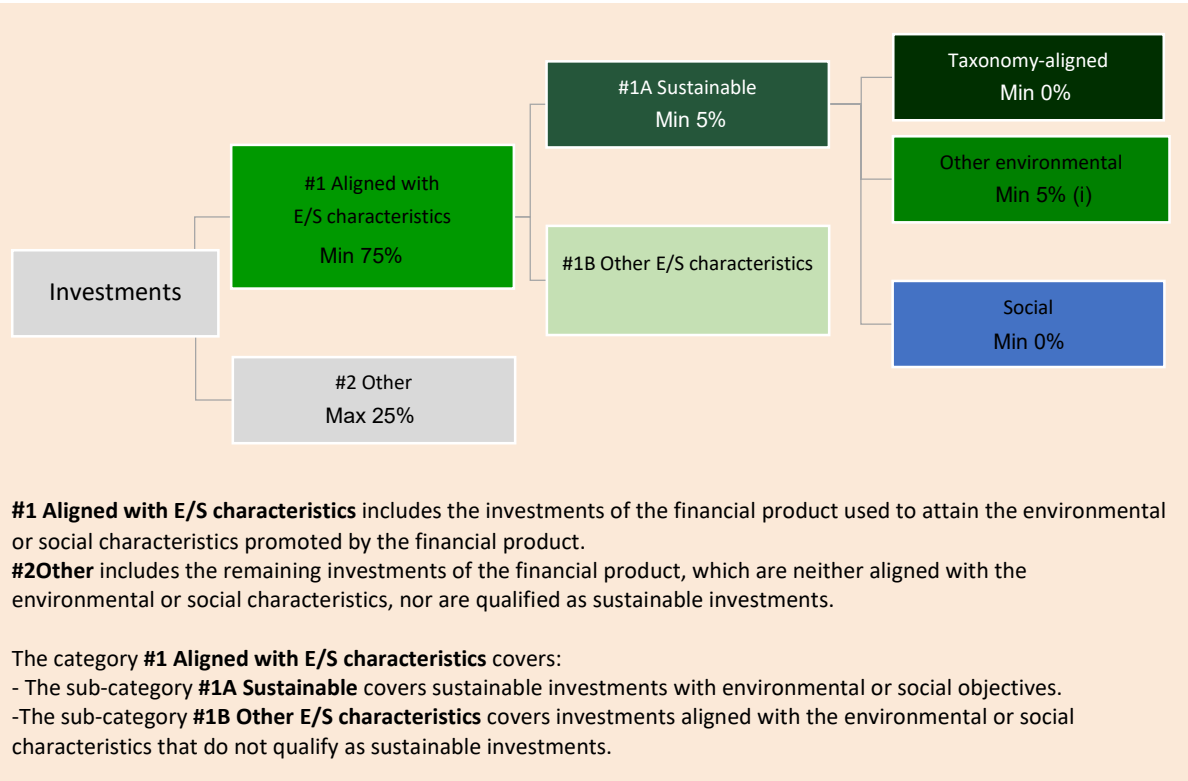 Taxonomy-aligned
Min 0%
#1A Sustainable
Min 5%
Other environmental
Min 5% (i)
#1 Aligned with
E/S characteristics
Min 75%
#1B Other E/S characteristics
Investments
Social
Min 0%
#2 Other
Max 25%
#1 Aligned with E/S characteristics includes the investments of the financial product used to attain the environmental
or social characteristics promoted by the financial product.
#2Other includes the remaining investments of the financial product, which are neither aligned with the
environmental or social characteristics, nor are qualified as sustainable investments.
The category #1 Aligned with E/S characteristics covers:
- The sub-category #1A Sustainable covers sustainable investments with environmental or social objectives.
-The sub-category #1B Other E/S characteristics covers investments aligned with the environmental or social
characteristics that do not qualify as sustainable investments.